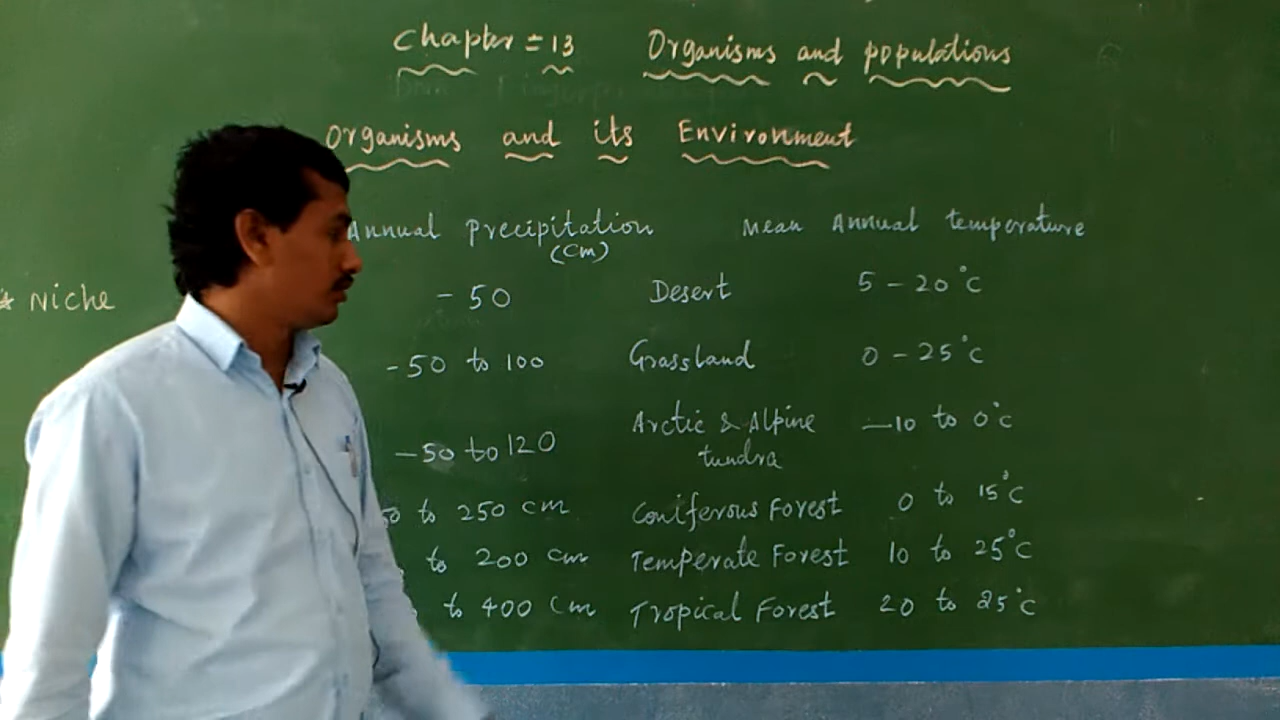 Chapter = 13 Organisms and populations
Organisms and its Environment
Annual precipitation (cm) Mean Annual temperature
* Niche
- 50 Desert 5 - 20°C
- 50 to 100 Grassland 0 - 25°C
- 50 to 120 Arctic & Alpine tundra -10 to 0°C
to 250 cm Coniferous Forest 0 to 15°C
to 200 cm Temperate Forest 10 to 25°C
to 400 cm Tropical Forest 20 to 25°C